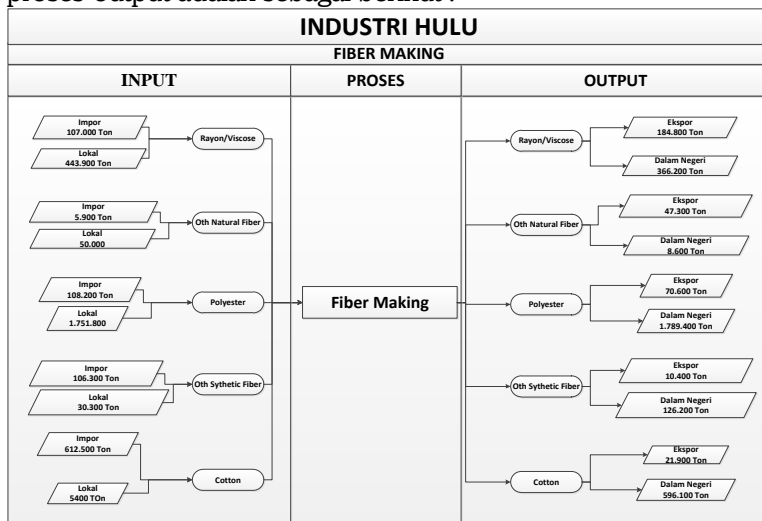 proses output adalah sebagai berikut :
INDUSTRI HULU
FIBER MAKING
INPUT
PROSES
OUTPUT
Impor
107.000 Ton
Lokal
443.900 Ton
Rayon/Viscose
Impor
5.900 Ton
Lokal
50.000
Oth Natural Fiber
Impor
108.200 Ton
Lokal
1.751.800
Polyester
Impor
106.300 Ton
Lokal
30.300 Ton
Oth Sythetic Fiber
Impor
612.500 Ton
Lokal
5400 TOn
Cotton
Fiber Making
Rayon/Viscose
Ekspor
184.800 Ton
Dalam Negeri
366.200 Ton
Oth Natural Fiber
Ekspor
47.300 Ton
Dalam Negeri
8.600 Ton
Polyester
Ekspor
70.600 Ton
Dalam Negeri
1.789.400 Ton
Oth Sythetic Fiber
Ekspor
10.400 Ton
Dalam Negeri
126.200 Ton
Cotton
Ekspor
21.900 Ton
Dalam Negeri
596.100 Ton